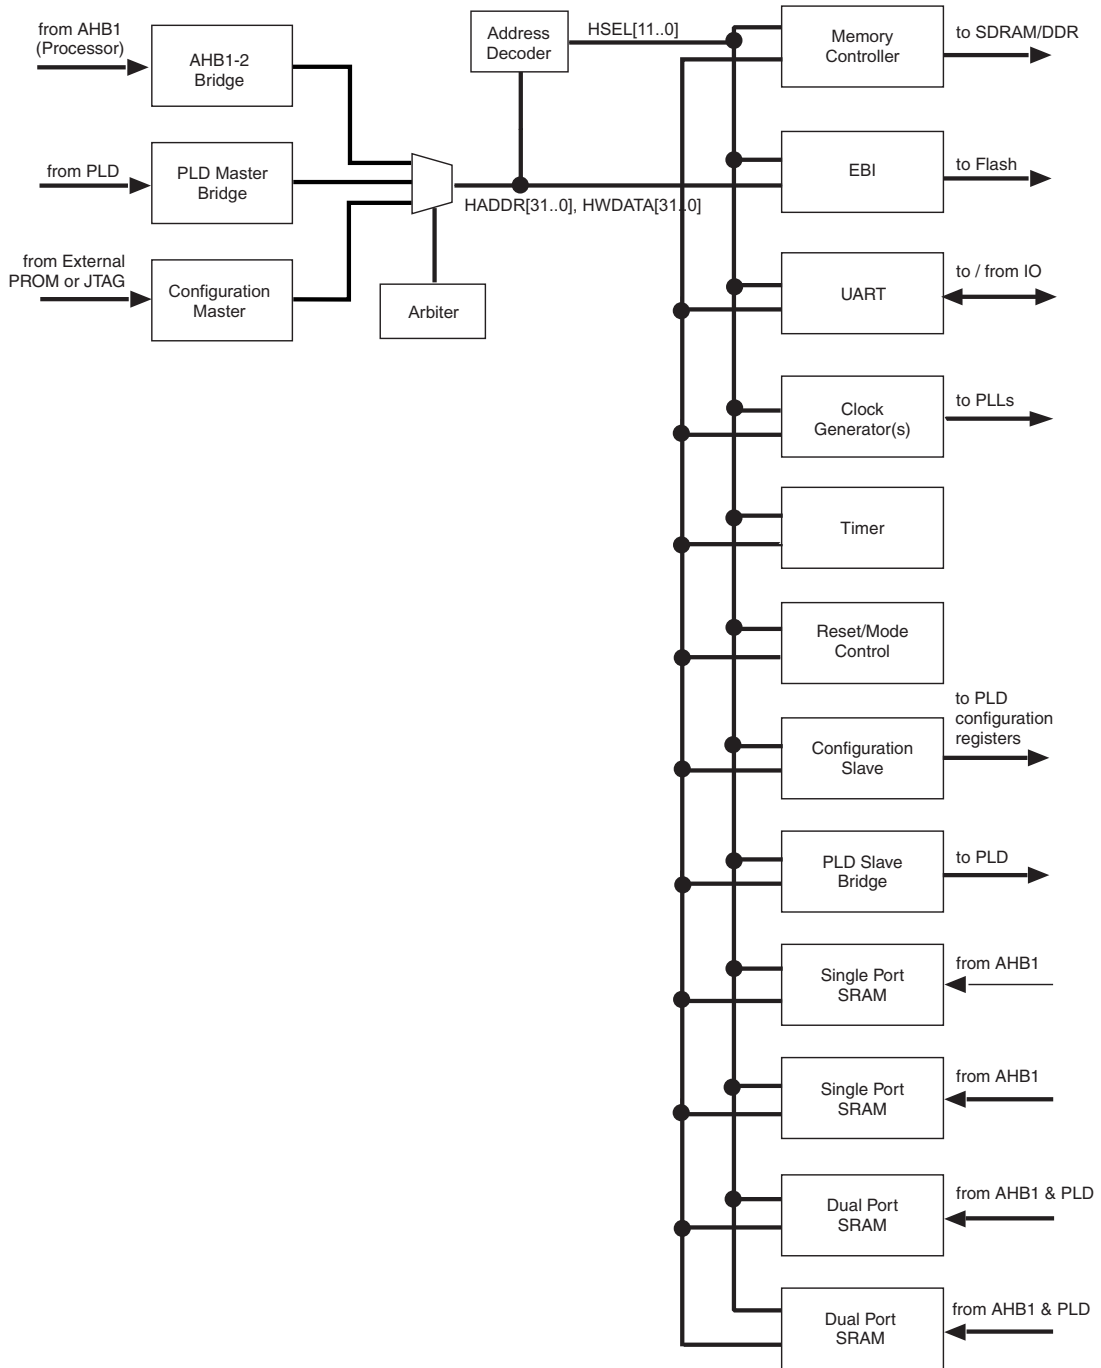 from AHB1
(Processor)
AHB1-2
Bridge
from PLD
PLD Master
Bridge
from External
PROM or JTAG
Configuration
Master
Arbiter
Address
Decoder
HSEL[11..0]
HADDR[31..0], HWDATA[31..0]
Memory
Controller
to SDRAM/DDR
EBI
to Flash
UART
to / from IO
Clock
Generator(s)
to PLLs
Timer
Reset/Mode
Control
Configuration
Slave
to PLD
configuration
registers
PLD Slave
Bridge
to PLD
Single Port
SRAM
from AHB1
Single Port
SRAM
from AHB1
Dual Port
SRAM
from AHB1 & PLD
Dual Port
SRAM
from AHB1 & PLD